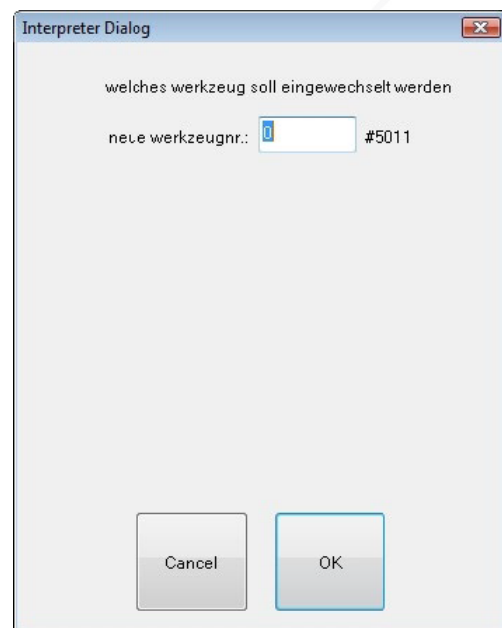 Interpreter Dialog
welches werkzeug soll eingewechselt werden
neue werkzeugnr.: 0 #5011
Cancel OK